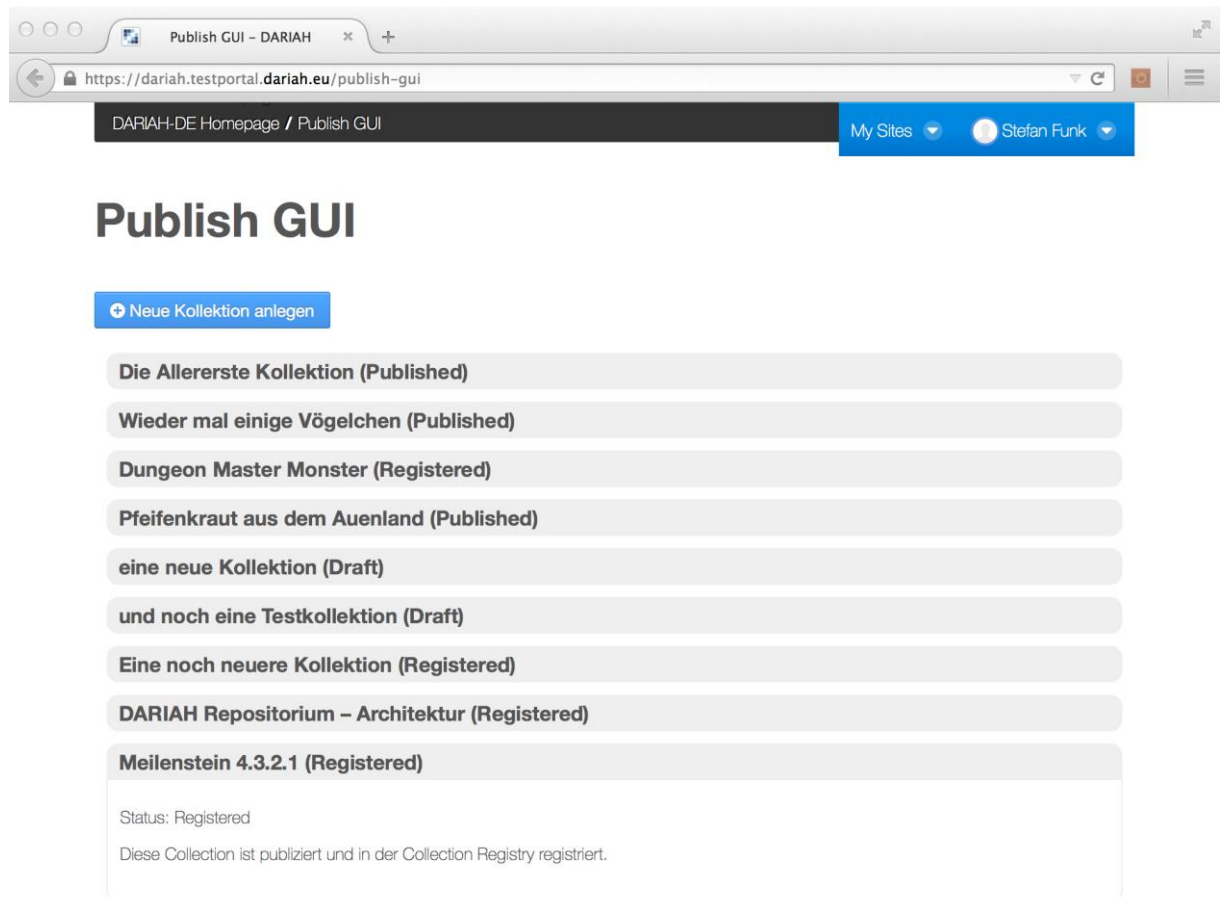 Publish GUI – DARIAH
https://dariah.testportal.dariah.eu/publish-gui
DARIAH-DE Homepage / Publish GUI
My Sites Stefan Funk
Publish GUI
Neue Kollektion anlegen
Die Allererste Kollektion (Published)
Wieder mal einige Vögelchen (Published)
Dungeon Master Monster (Registered)
Pfeifenkraut aus dem Auenland (Published)
eine neue Kollektion (Draft)
und noch eine Testkollektion (Draft)
Eine noch neuere Kollektion (Registered)
DARIAH Repositorium – Architektur (Registered)
Meilenstein 4.3.2.1 (Registered)
Status: Registered
Diese Collection ist publiziert und in der Collection Registry registriert.